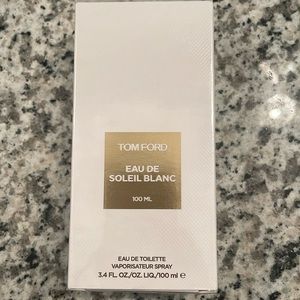 TOM FORD
EAU DE
SOLEIL BLANC
100 ML
EAU DE TOILETTE
VAPORISATEUR SPRAY
3.4 FL. OZ./OZ. LIQ./100 ml ℮